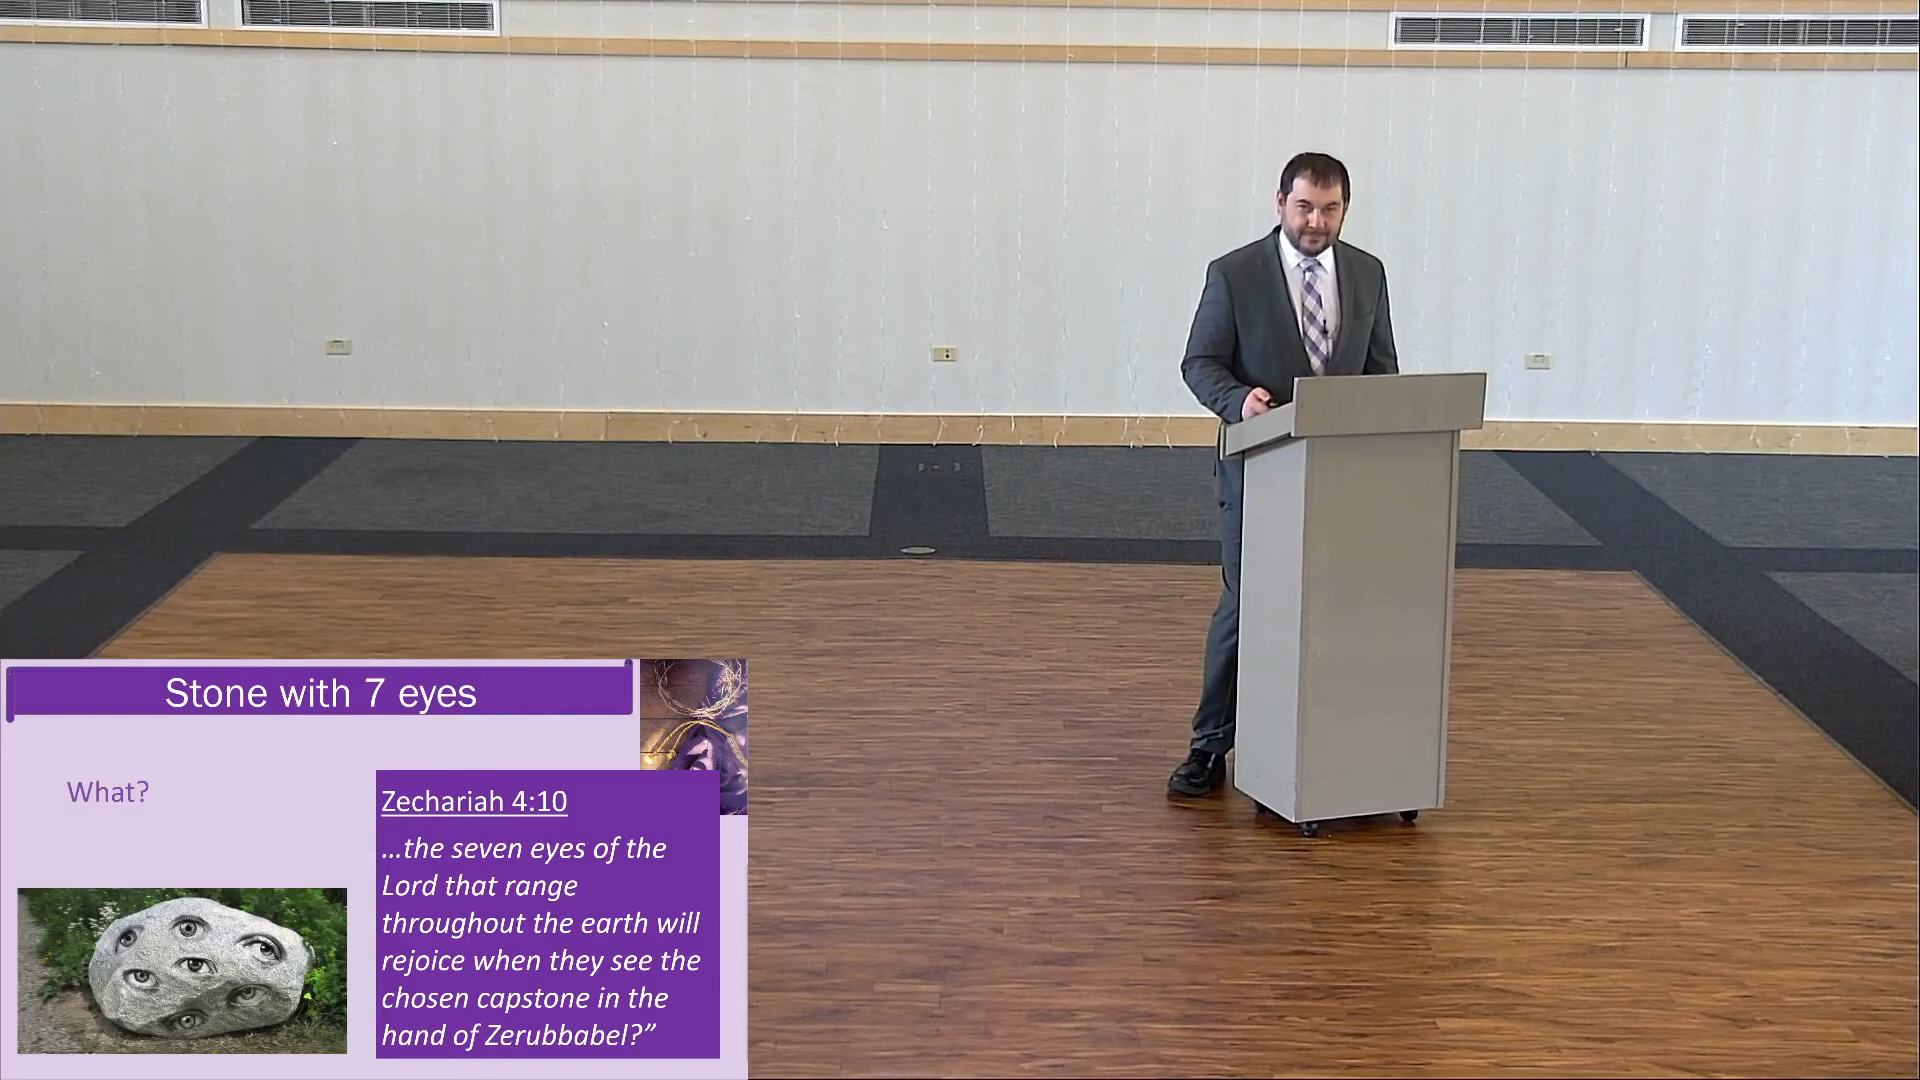 Stone with 7 eyes
What?
Zechariah 4:10
…the seven eyes of the
Lord that range
throughout the earth will
rejoice when they see the
chosen capstone in the
hand of Zerubbabel?”